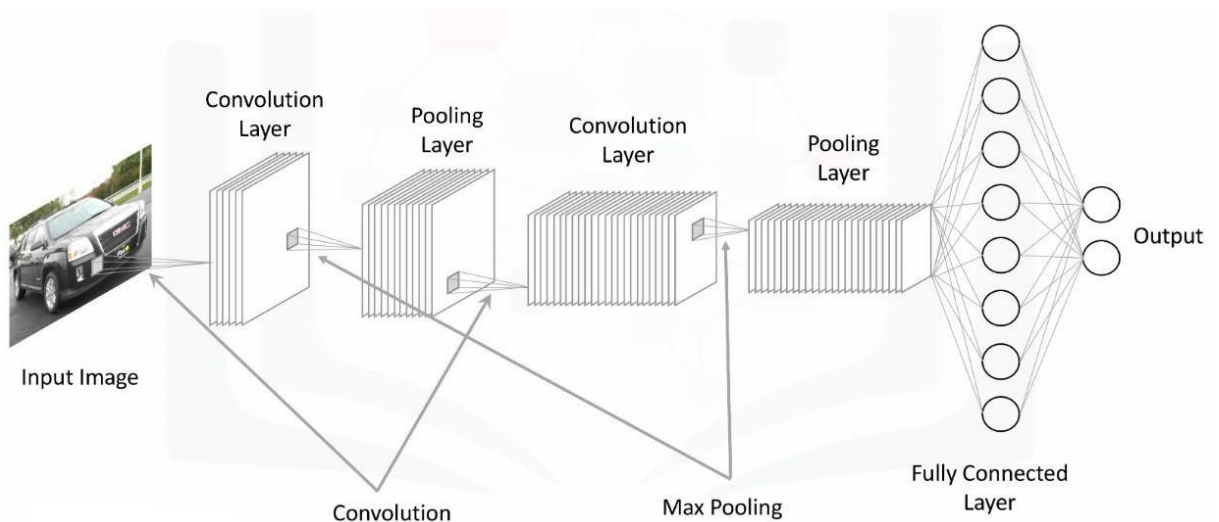 Convolution
Layer
Pooling
Layer
Convolution
Layer
Pooling
Layer
Output
Input Image
Convolution
Max Pooling
Fully Connected
Layer